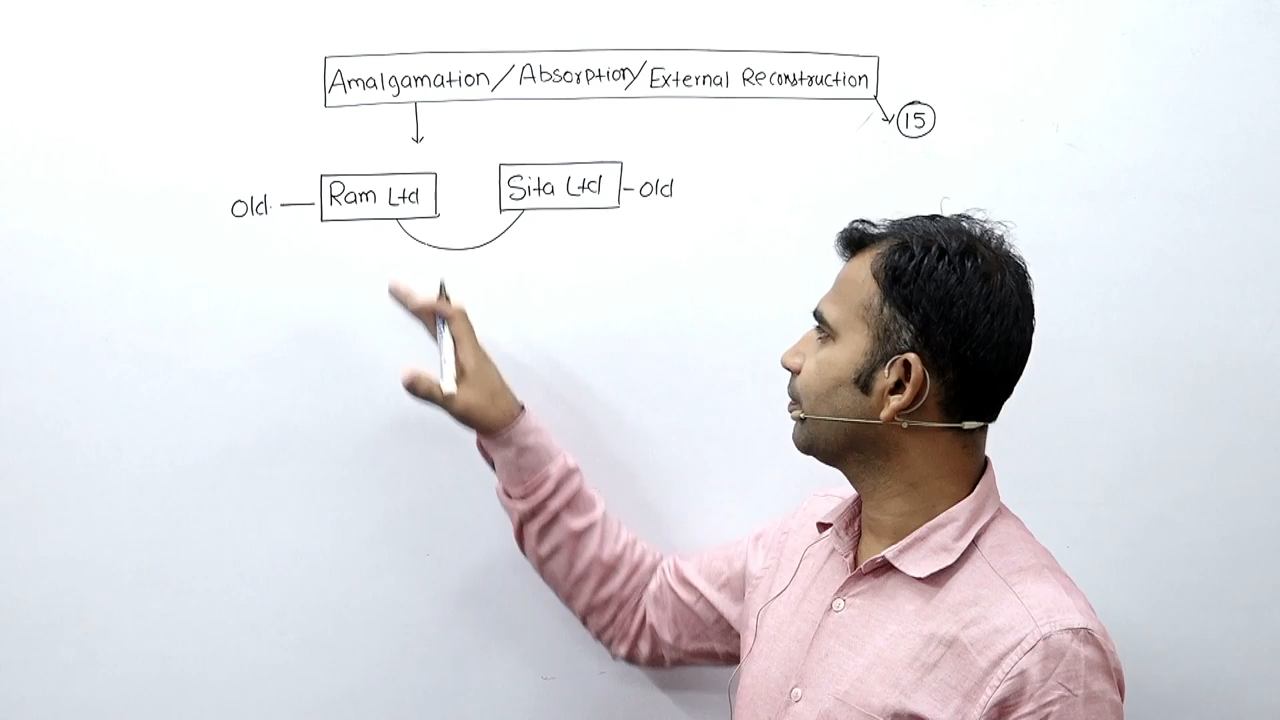 Amalgamation / Absorption / External Reconstruction
15
Old — Ram Ltd
Sita Ltd - Old